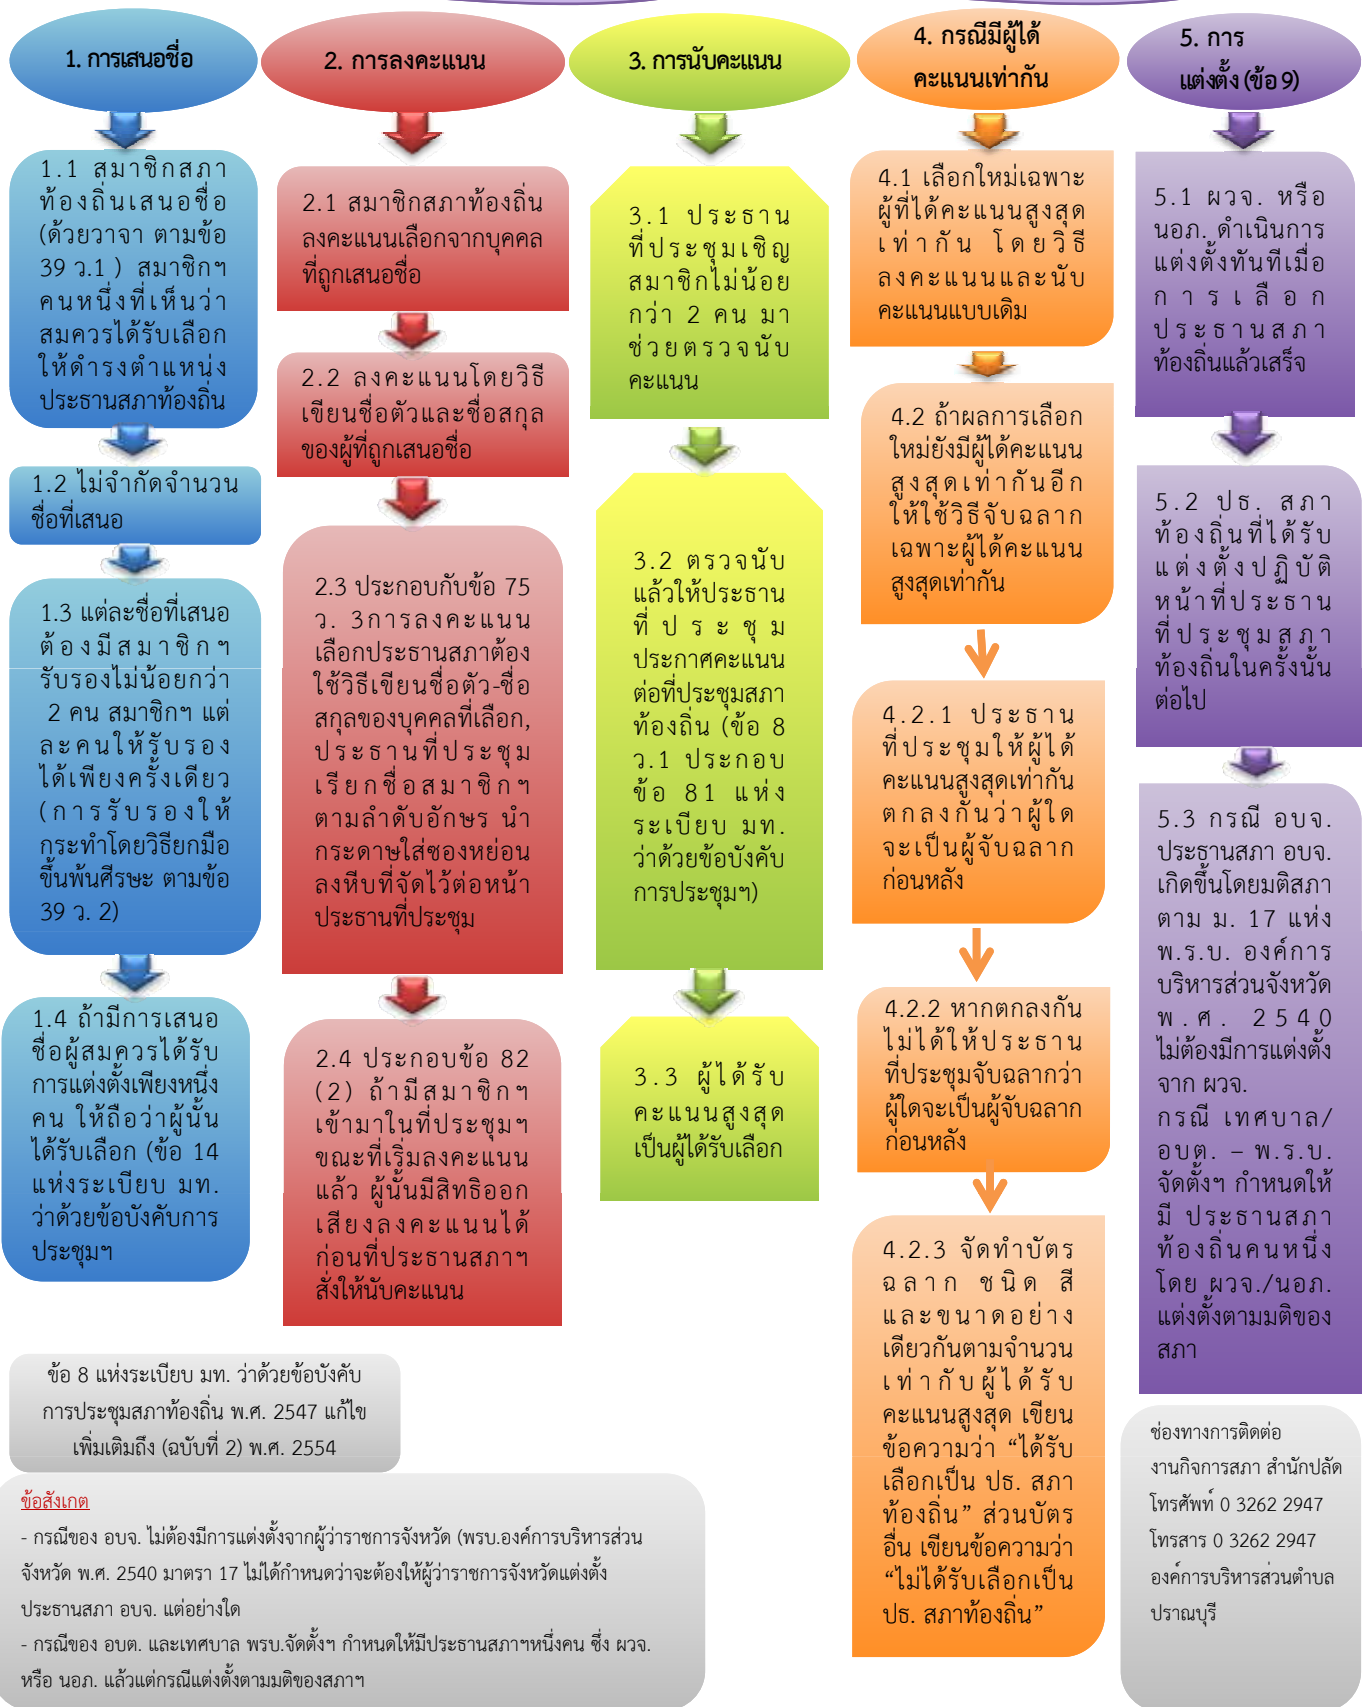 1. การเสนอชื่อ
1.1 สมาชิกสภา
ท้องถิ่นเสนอชื่อ
(ด้วยวาจา ตามข้อ
39 ว.1 ) สมาชิกฯ
คนหนึ่งที่เห็นว่า
สมควรได้รับเลือก
ให้ดำรงตำแหน่ง
ประธานสภาท้องถิ่น
1.2 ไม่จำกัดจำนวน
ชื่อที่เสนอ
1.3 แต่ละชื่อที่เสนอ
ต้องมีสมาชิกฯ
รับรองไม่น้อยกว่า
2 คน สมาชิกฯ แต่
ละคนให้รับรอง
ได้เพียงครั้งเดียว
(การรับรองให้
กระทำโดยวิธียกมือ
ขึ้นพ้นศีรษะ ตามข้อ
39 ว. 2)
1.4 ถ้ามีการเสนอ
ชื่อผู้สมควรได้รับ
การแต่งตั้งเพียงหนึ่ง
คน ให้ถือว่าผู้นั้น
ได้รับเลือก (ข้อ 14
แห่งระเบียบ มท.
ว่าด้วยข้อบังคับการ
ประชุมฯ
2. การลงคะแนน
2.1 สมาชิกสภาท้องถิ่น
ลงคะแนนเลือกจากบุคคล
ที่ถูกเสนอชื่อ
2.2 ลงคะแนนโดยวิธี
เขียนชื่อตัวและชื่อสกุล
ของผู้ที่ถูกเสนอชื่อ
2.3 ประกอบกับข้อ 75
ว. 3การลงคะแนน
เลือกประธานสภาต้อง
ใช้วิธีเขียนชื่อตัว-ชื่อ
สกุลของบุคคลที่เลือก,
ประธานที่ประชุม
เรียกชื่อสมาชิกฯ
ตามลำดับอักษร นำ
กระดาษใส่ซองหย่อน
ลงหีบที่จัดไว้ต่อหน้า
ประธานที่ประชุม
2.4 ประกอบข้อ 82
(2) ถ้ามีสมาชิกฯ
เข้ามาในที่ประชุมฯ
ขณะที่เริ่มลงคะแนน
แล้ว ผู้นั้นมีสิทธิออก
เสียงลงคะแนนได้
ก่อนที่ประธานสภาฯ
สั่งให้นับคะแนน
3. การนับคะแนน
3.1 ประธาน
ที่ประชุมเชิญ
สมาชิกไม่น้อย
กว่า 2 คน มา
ช่วยตรวจนับ
คะแนน
3.2 ตรวจนับ
แล้วให้ประธาน
ที่ประชุม
ประกาศคะแนน
ต่อที่ประชุมสภา
ท้องถิ่น (ข้อ 8
ว.1 ประกอบ
ข้อ 81 แห่ง
ระเบียบ มท.
ว่าด้วยข้อบังคับ
การประชุมฯ)
3.3 ผู้ได้รับ
คะแนนสูงสุด
เป็นผู้ได้รับเลือก
4. กรณีมีผู้ได้
คะแนนเท่ากัน
4.1 เลือกใหม่เฉพาะ
ผู้ที่ได้คะแนนสูงสุด
เท่ากัน โดยวิธี
ลงคะแนนและนับ
คะแนนแบบเดิม
4.2 ถ้าผลการเลือก
ใหม่ยังมีผู้ได้คะแนน
สูงสุดเท่ากันอีก
ให้ใช้วิธีจับฉลาก
เฉพาะผู้ได้คะแนน
สูงสุดเท่ากัน
4.2.1 ประธาน
ที่ประชุมให้ผู้ได้
คะแนนสูงสุดเท่ากัน
ตกลงกันว่าผู้ใด
จะเป็นผู้จับฉลาก
ก่อนหลัง
4.2.2 หากตกลงกัน
ไม่ได้ให้ประธาน
ที่ประชุมจับฉลากว่า
ผู้ใดจะเป็นผู้จับฉลาก
ก่อนหลัง
4.2.3 จัดทำบัตร
ฉลาก ชนิด สี
และขนาดอย่าง
เดียวกันตามจำนวน
เท่ากับผู้ได้รับ
คะแนนสูงสุด เขียน
ข้อความว่า “ได้รับ
เลือกเป็น ปธ. สภา
ท้องถิ่น” ส่วนบัตร
อื่น เขียนข้อความว่า
“ไม่ได้รับเลือกเป็น
ปธ. สภาท้องถิ่น”
5. การ
แต่งตั้ง (ข้อ 9)
5.1 ผวจ. หรือ
นอภ. ดำเนินการ
แต่งตั้งทันทีเมื่อ
การเลือก
ประธานสภา
ท้องถิ่นแล้วเสร็จ
5.2 ปธ. สภา
ท้องถิ่นที่ได้รับ
แต่งตั้งปฏิบัติ
หน้าที่ประธาน
ที่ประชุมสภา
ท้องถิ่นในครั้งนั้น
ต่อไป
5.3 กรณี อบจ.
ประธานสภา อบจ.
เกิดขึ้นโดยมติสภา
ตาม ม. 17 แห่ง
พ.ร.บ. องค์การ
บริหารส่วนจังหวัด
พ.ศ. 2540
ไม่ต้องมีการแต่งตั้ง
จาก ผวจ.
กรณี เทศบาล/
อบต. – พ.ร.บ.
จัดตั้งฯ กำหนดให้
มี ประธานสภา
ท้องถิ่นคนหนึ่ง
โดย ผวจ./นอภ.
แต่งตั้งตามมติของ
สภา
ข้อ 8 แห่งระเบียบ มท. ว่าด้วยข้อบังคับ
การประชุมสภาท้องถิ่น พ.ศ. 2547 แก้ไข
เพิ่มเติมถึง (ฉบับที่ 2) พ.ศ. 2554
ข้อสังเกต
- กรณีของ อบจ. ไม่ต้องมีการแต่งตั้งจากผู้ว่าราชการจังหวัด (พรบ.องค์การบริหารส่วน
จังหวัด พ.ศ. 2540 มาตรา 17 ไม่ได้กำหนดว่าจะต้องให้ผู้ว่าราชการจังหวัดแต่งตั้ง
ประธานสภา อบจ. แต่อย่างใด
- กรณีของ อบต. และเทศบาล พรบ.จัดตั้งฯ กำหนดให้มีประธานสภาฯหนึ่งคน ซึ่ง ผวจ.
หรือ นอภ. แล้วแต่กรณีแต่งตั้งตามมติของสภาฯ
ช่องทางการติดต่อ
งานกิจการสภา สำนักปลัด
โทรศัพท์ 0 3262 2947
โทรสาร 0 3262 2947
องค์การบริหารส่วนตำบล
ปราณบุรี